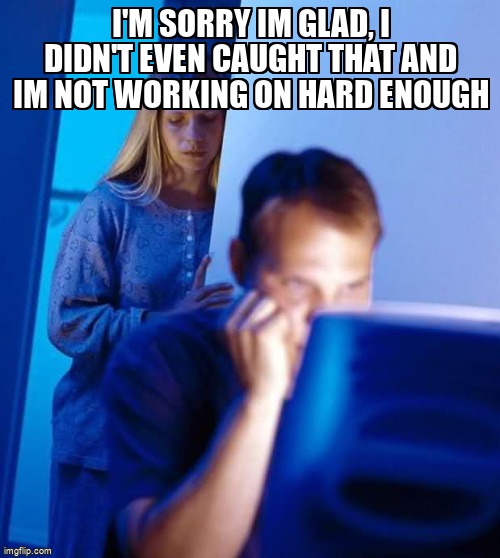 I'M SORRY IM GLAD, I
DIDN'T EVEN CAUGHT THAT AND
IM NOT WORKING ON HARD ENOUGH
imgflip.com